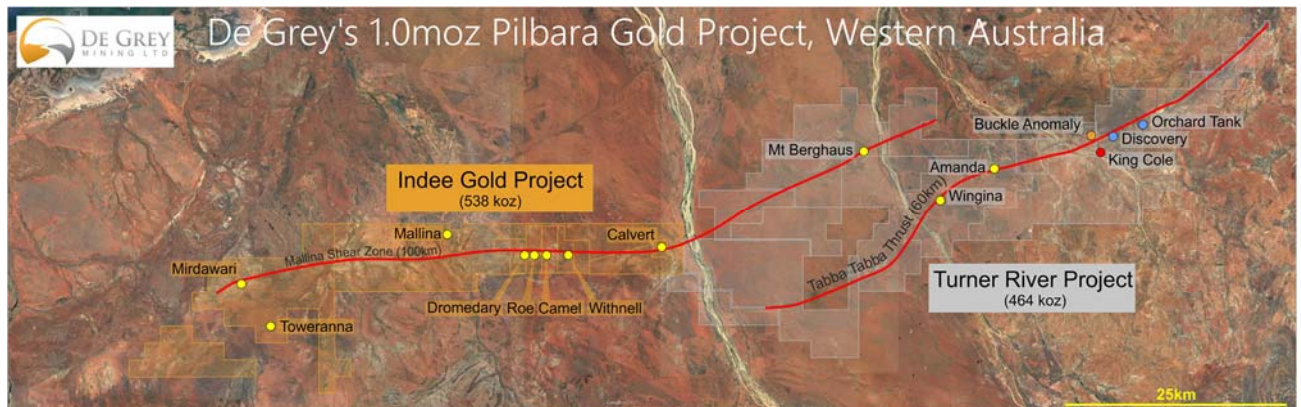 DE GREY
MINING LTD
De Grey's 1.0moz Pilbara Gold Project, Western Australia
Buckle Anomaly
Orchard Tank
Discovery
King Cole
Mt Berghaus
Amanda
Wingina
Indee Gold Project
(538 koz)
Mallina
Calvert
Mallina Shear Zone (100km)
Tabba Tabba Thrust (60km)
Mirdawari
Turner River Project
(464 koz)
Dromedary Roe Camel Withnell
Toweranna
25km